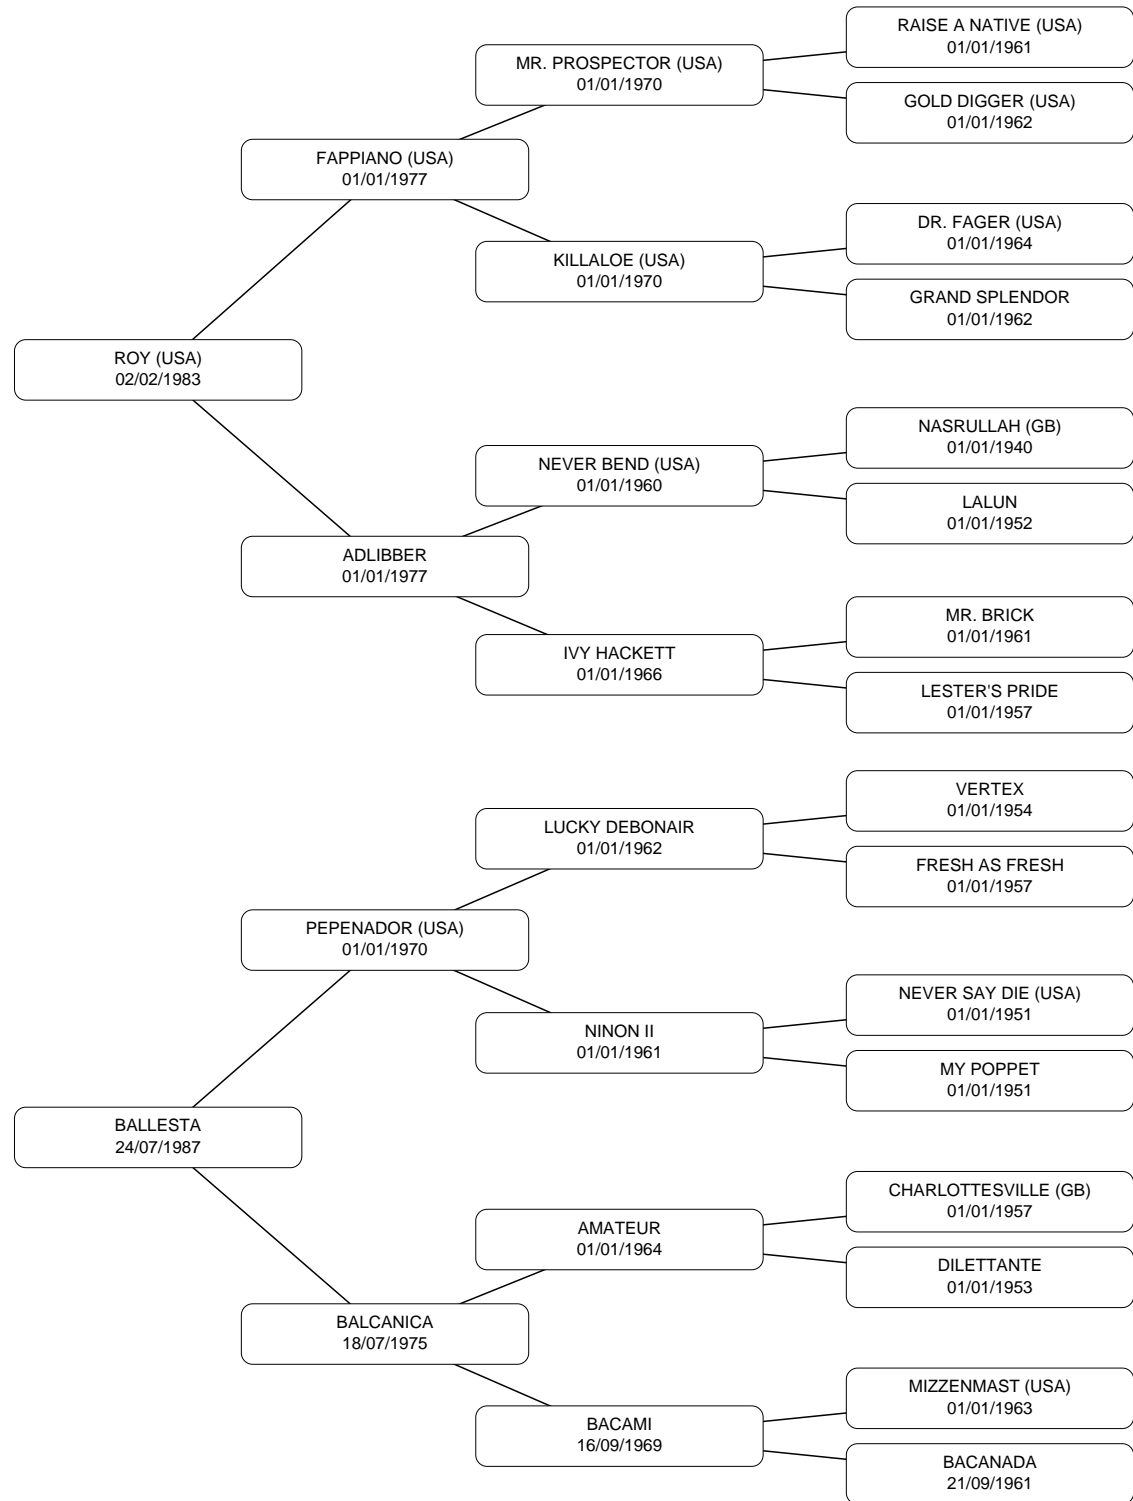 RAISE A NATIVE (USA)
01/01/1961
MR. PROSPECTOR (USA)
01/01/1970
GOLD DIGGER (USA)
01/01/1962
FAPPIANO (USA)
01/01/1977
DR. FAGER (USA)
01/01/1964
KILLALOE (USA)
01/01/1970
GRAND SPLENDOR
01/01/1962
ROY (USA)
02/02/1983
NASRULLAH (GB)
01/01/1940
NEVER BEND (USA)
01/01/1960
LALUN
01/01/1952
ADLIBBER
01/01/1977
MR. BRICK
01/01/1961
IVY HACKETT
01/01/1966
LESTER'S PRIDE
01/01/1957
VERTEX
01/01/1954
LUCKY DEBONAIR
01/01/1962
FRESH AS FRESH
01/01/1957
PEPENADOR (USA)
01/01/1970
NEVER SAY DIE (USA)
01/01/1951
NINON II
01/01/1961
MY POPPET
01/01/1951
BALLESTA
24/07/1987
CHARLOTTESVILLE (GB)
01/01/1957
AMATEUR
01/01/1964
DILETTANTE
01/01/1953
BALCANICA
18/07/1975
MIZZENMAST (USA)
01/01/1963
BACAMI
16/09/1969
BACANADA
21/09/1961